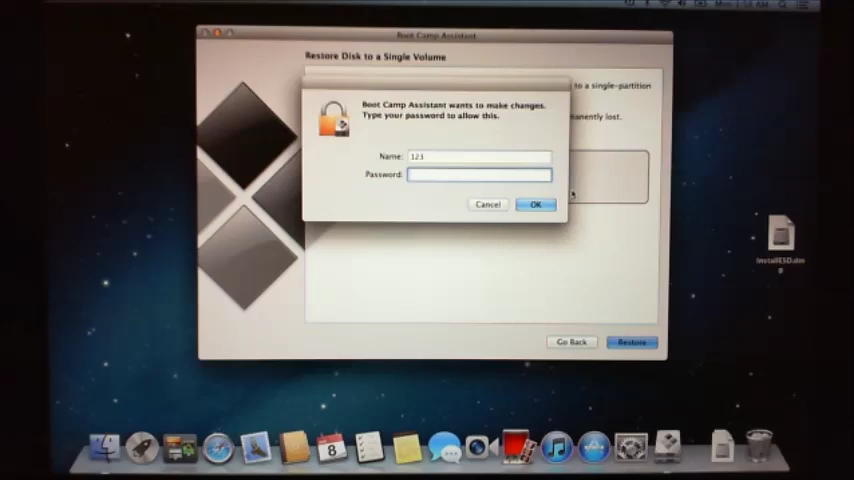 Boot Camp Assistant
Restore Disk to a Single Volume
to a single-partition
Boot Camp Assistant wants to make changes.
Type your password to allow this.
manently lost.
Name: 123
Password:
Cancel
OK
InstallESD.dm
g
Go Back
Restore
8